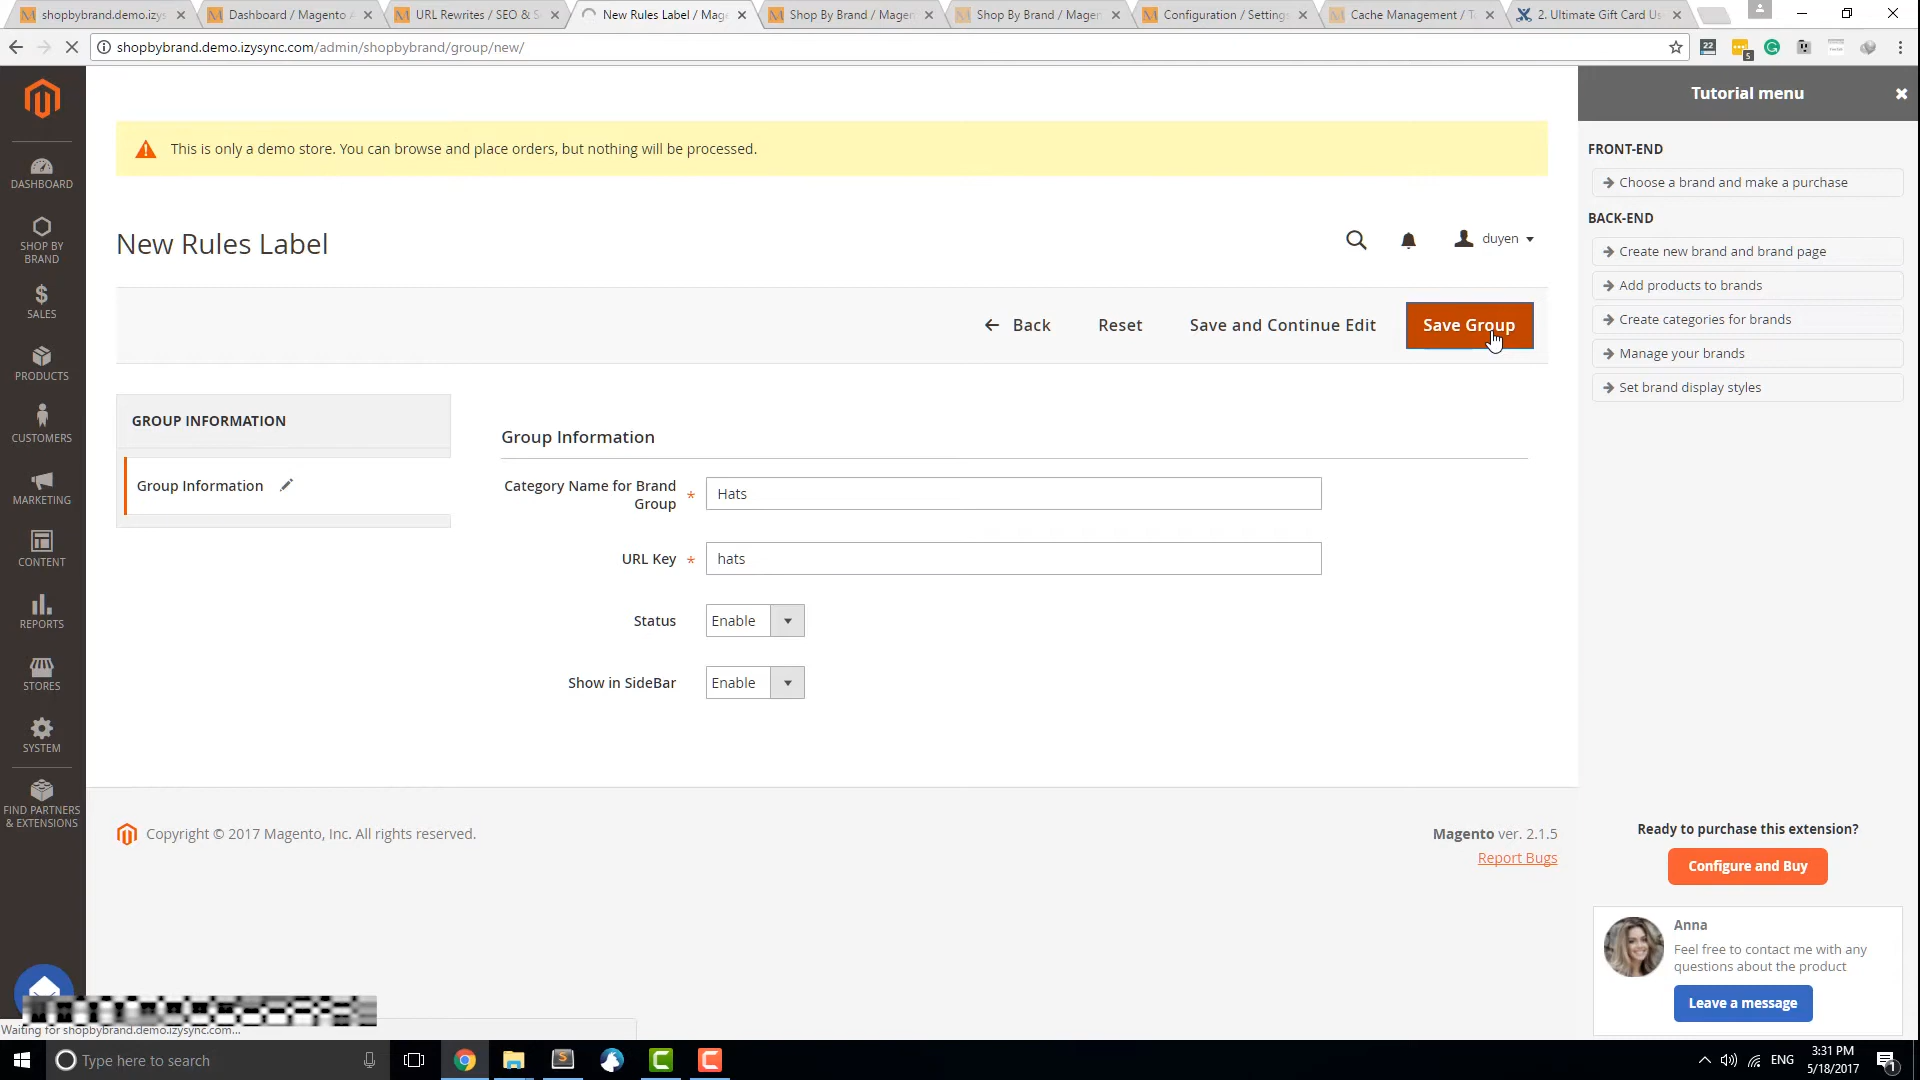 shopbybrand.demo.izys
Dashboard / Magento A
URL Rewrites / SEO & S
New Rules Label / Mage
Shop By Brand / Magen
Shop By Brand / Magen
Configuration / Settings
Cache Management / T
2. Ultimate Gift Card Us
shopbybrand.demo.izysync.com/admin/shopbybrand/group/new/
22
5
Tutorial menu
This is only a demo store. You can browse and place orders, but nothing will be processed.
FRONT-END
Choose a brand and make a purchase
BACK-END
Create new brand and brand page
Add products to brands
Create categories for brands
Manage your brands
Set brand display styles
DASHBOARD
SHOP BY
BRAND
SALES
PRODUCTS
CUSTOMERS
MARKETING
CONTENT
REPORTS
STORES
SYSTEM
FIND PARTNERS
& EXTENSIONS
New Rules Label
duyen
Back
Reset
Save and Continue Edit
Save Group
GROUP INFORMATION
Group Information
Group Information
Category Name for Brand
Group
*
Hats
URL Key
*
hats
Status
Enable
Show in SideBar
Enable
Copyright © 2017 Magento, Inc. All rights reserved.
Magento ver. 2.1.5
Report Bugs
Ready to purchase this extension?
Configure and Buy
Anna
Feel free to contact me with any
questions about the product
Leave a message
Waiting for shopbybrand.demo.izysync.com...
Type here to search
ENG
3:31 PM
5/18/2017
1